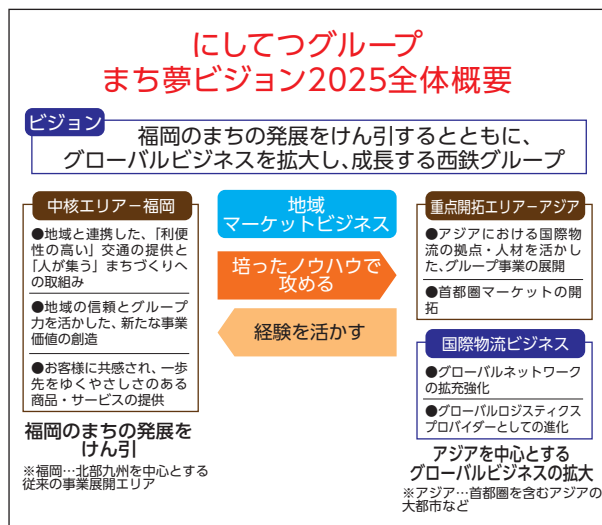 にしてつグループ
まち夢ビジョン2025全体概要
ビジョン
福岡のまちの発展をけん引するとともに、
グローバルビジネスを拡大し、成長する西鉄グループ
中核エリアー福岡
●地域と連携した、「利便
性の高い」交通の提供と
「人が集う」まちづくりへ
の取組み
●地域の信頼とグループ
力を活かした、新たな事業
価値の創造
●お客様に共感され、一歩
先をゆくやさしさのある
商品・サービスの提供
福岡のまちの発展を
けん引
※福岡…北部九州を中心とする
従来の事業展開エリア
地域
マーケットビジネス
培ったノウハウで
攻める
経験を活かす
重点開拓エリアーアジア
●アジアにおける国際物
流の拠点・人材を活かし
た、グループ事業の展開
●首都圏マーケットの開
拓
国際物流ビジネス
●グローバルネットワーク
の拡充強化
●グローバルロジスティクス
プロバイダーとしての進化
アジアを中心とする
グローバルビジネスの拡大
※アジア…首都圏を含むアジアの
大都市など